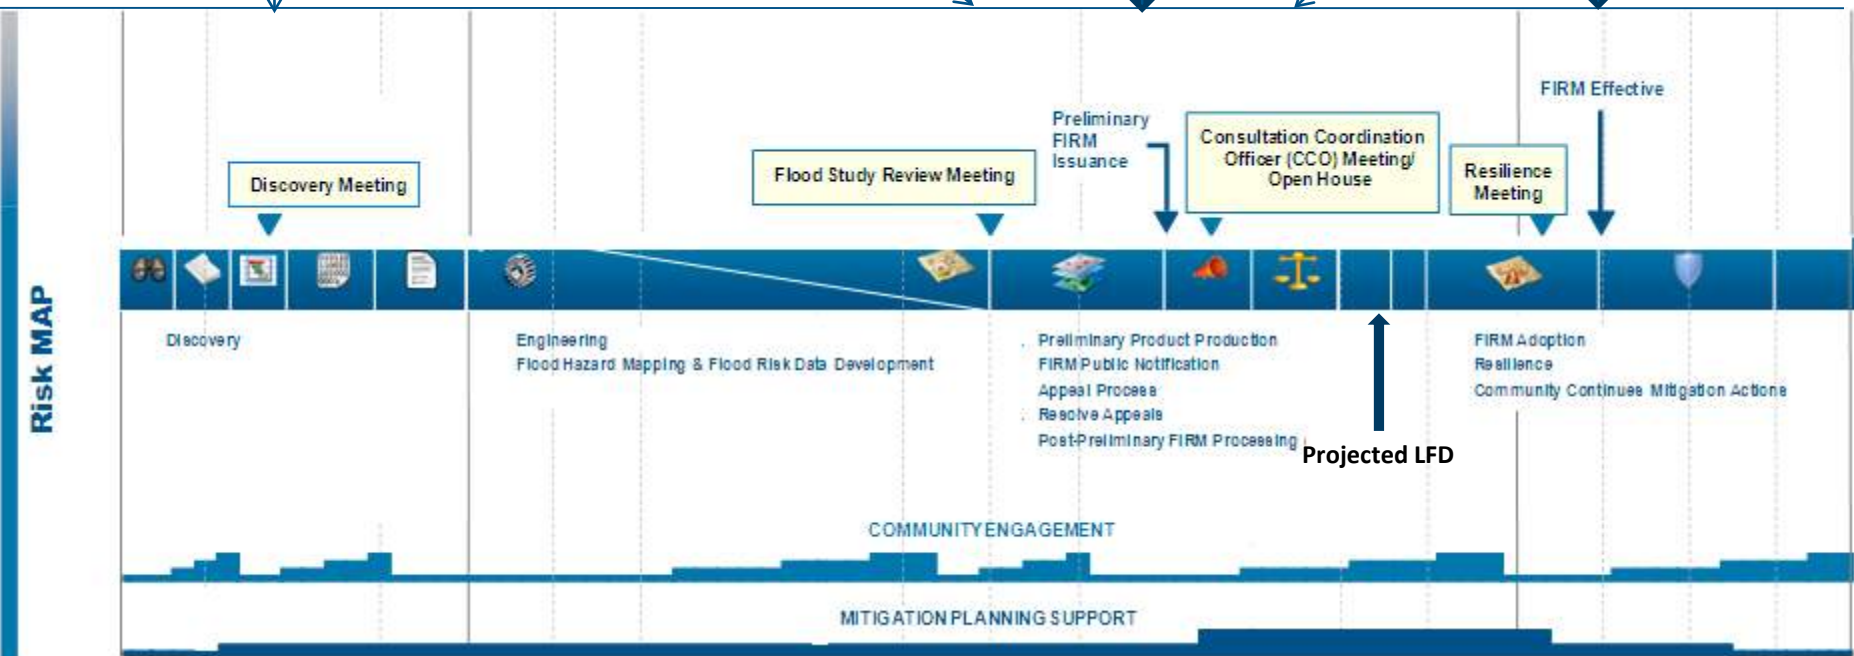 Risk MAP
Discovery Meeting
Flood Study Review Meeting
Preliminary
FIRM
Issuance
Consultation Coordination
Officer (CCO) Meeting/
Open House
Resilience
Meeting
FIRM Effective
Discovery
Engineering
Flood Hazard Mapping & Flood Risk Data Development
Preliminary Product Production
FIRM Public Notification
Appeal Process
Resolve Appeals
Post-Preliminary FIRM Processing
Projected LFD
FIRM Adoption
Resilience
Community Continues Mitigation Actions
COMMUNITY ENGAGEMENT
MITIGATION PLANNING SUPPORT